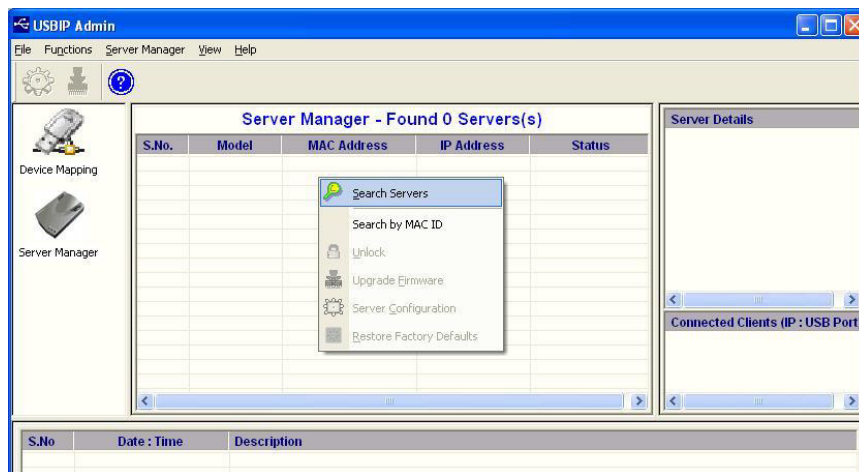 USBIP Admin
File Functions Server Manager View Help
Device Mapping
Server Manager
Server Manager - Found 0 Servers(s)
S.No. Model MAC Address IP Address Status
Search Servers
Search by MAC ID
Unlock
Upgrade Firmware
Server Configuration
Restore Factory Defaults
Server Details
Connected Clients (IP : USB Port
S.No Date : Time Description